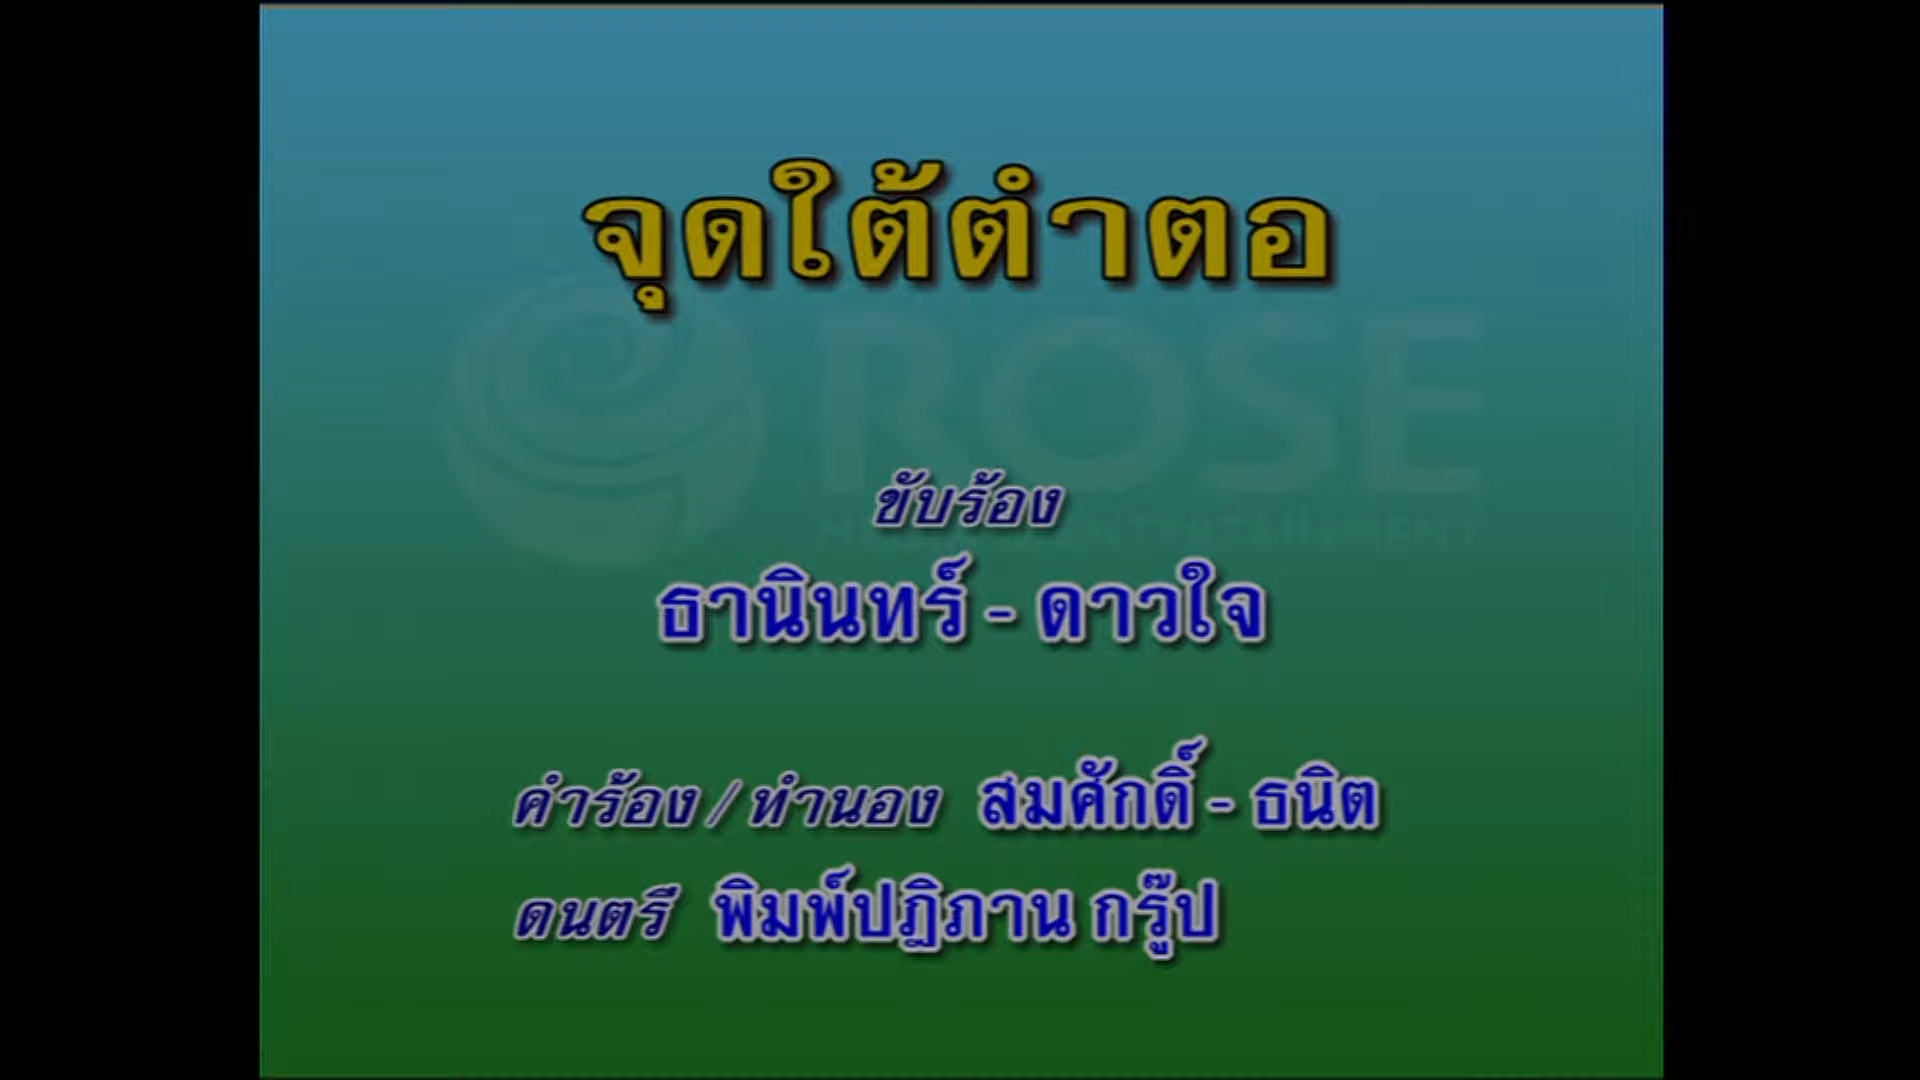 จุดใต้ตำตอ
ROSE
MEDIA & ENTERTAINMENT
ขับร้อง
ธานินทร์ - ดาวใจ
คำร้อง / ทำนอง สมศักดิ์ - ธนิต
ดนตรี พิมพ์ปฏิภาน กรุ๊ป